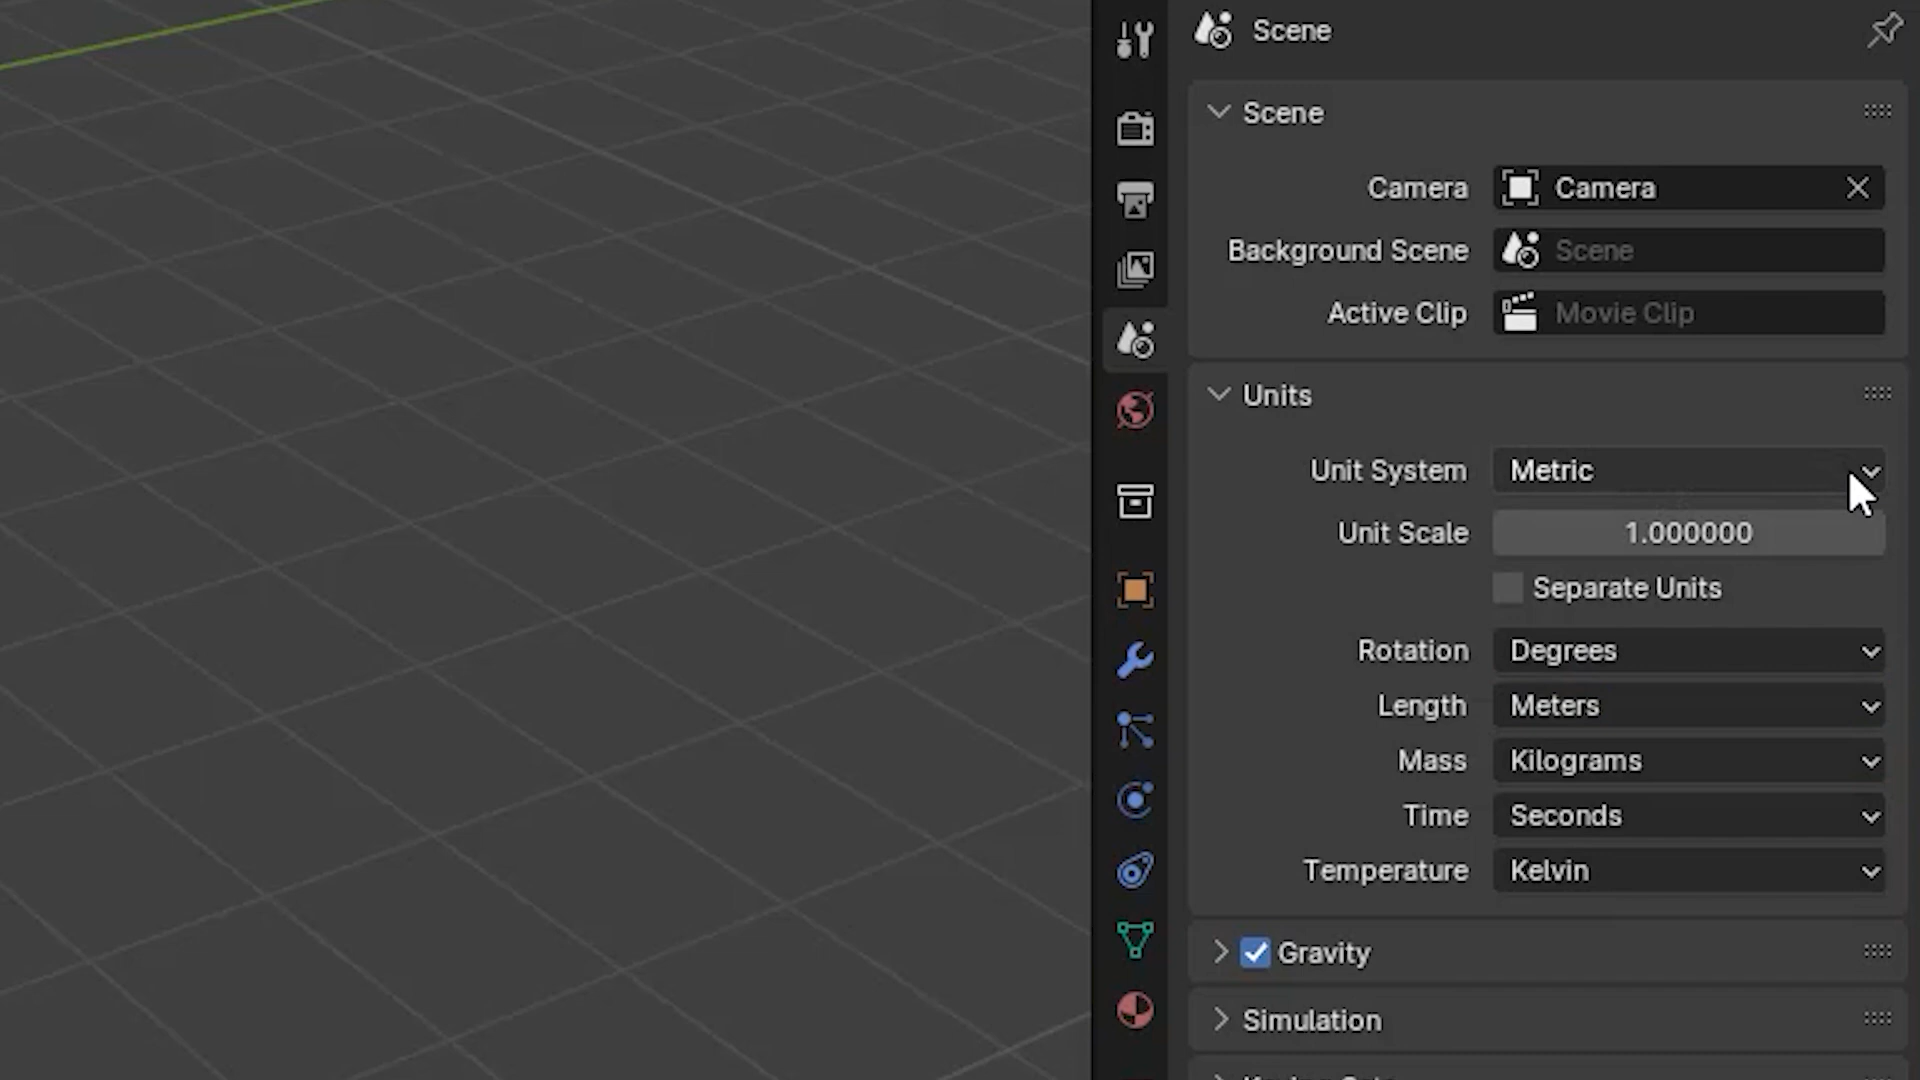 Scene
Scene
Camera Camera
Background Scene Scene
Active Clip Movie Clip
Units
Unit System Metric
Unit Scale 1.000000
Separate Units
Rotation Degrees
Length Meters
Mass Kilograms
Time Seconds
Temperature Kelvin
Gravity
Simulation